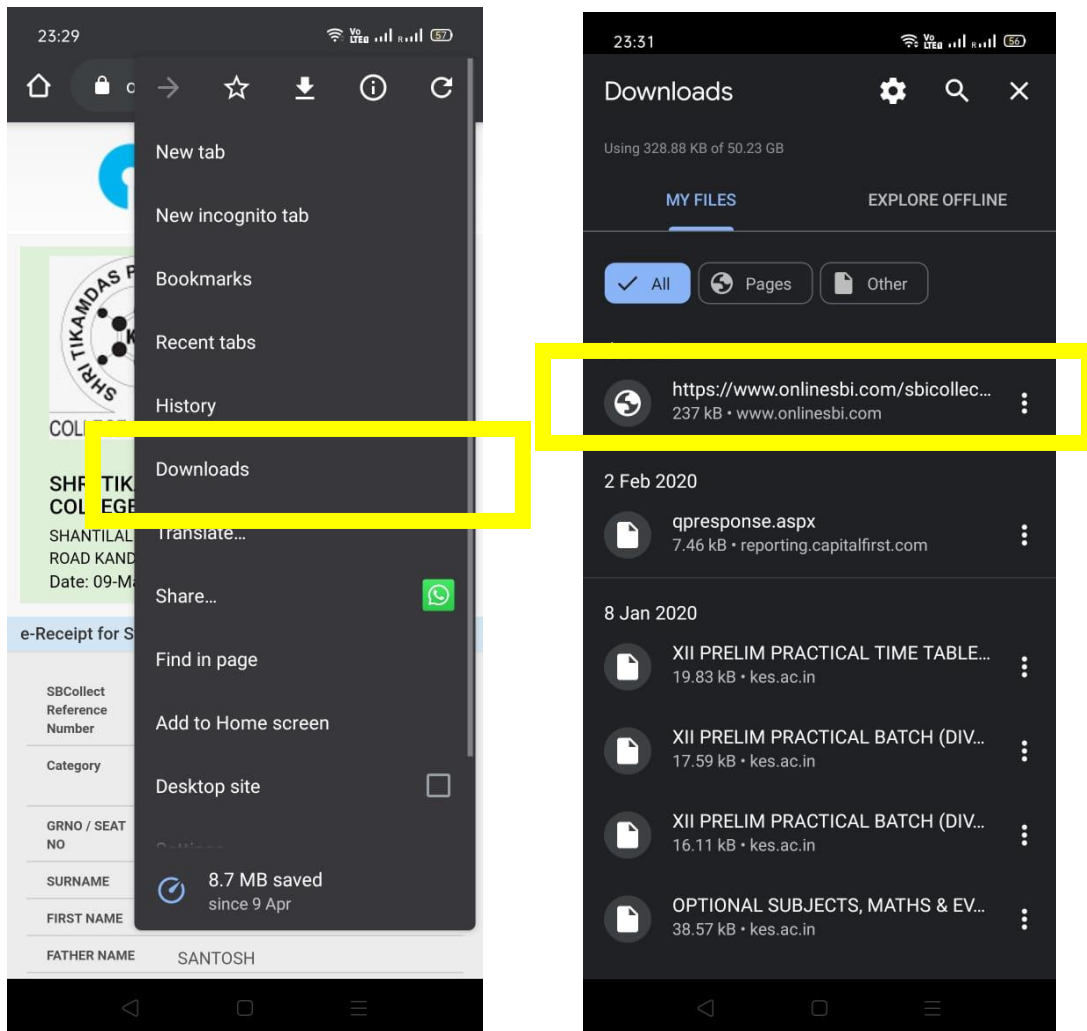 23:29
Vo LTE 57
New tab
New incognito tab
Bookmarks
Recent tabs
History
Downloads
Translate...
Share...
Find in page
Add to Home screen
Desktop site
8.7 MB saved
since 9 Apr
SHRI TIKAMDAS
COLLEGE
SHANTILAL
ROAD KAND
Date: 09-Ma
e-Receipt for S
SBCollect
Reference
Number
Category
GRNO / SEAT
NO
SURNAME
FIRST NAME
FATHER NAME SANTOSH
23:31
Vo LTE 56
Downloads
Using 328.88 KB of 50.23 GB
MY FILES EXPLORE OFFLINE
All Pages Other
https://www.onlinesbi.com/sbicollec...
237 kB • www.onlinesbi.com
2 Feb 2020
qpresponse.aspx
7.46 kB • reporting.capitalfirst.com
8 Jan 2020
XII PRELIM PRACTICAL TIME TABLE...
19.83 kB • kes.ac.in
XII PRELIM PRACTICAL BATCH (DIV...
17.59 kB • kes.ac.in
XII PRELIM PRACTICAL BATCH (DIV...
16.11 kB • kes.ac.in
OPTIONAL SUBJECTS, MATHS & EV...
38.57 kB • kes.ac.in